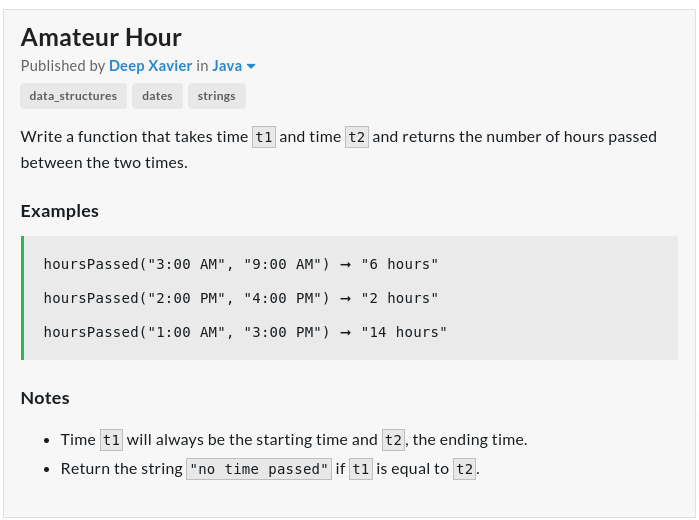 Amateur Hour
Published by Deep Xavier in Java
data_structures dates strings
Write a function that takes time t1 and time t2 and returns the number of hours passed
between the two times.
Examples
hoursPassed("3:00 AM", "9:00 AM") ➞ "6 hours"
hoursPassed("2:00 PM", "4:00 PM") ➞ "2 hours"
hoursPassed("1:00 AM", "3:00 PM") ➞ "14 hours"
Notes
• Time t1 will always be the starting time and t2, the ending time.
• Return the string "no time passed" if t1 is equal to t2.